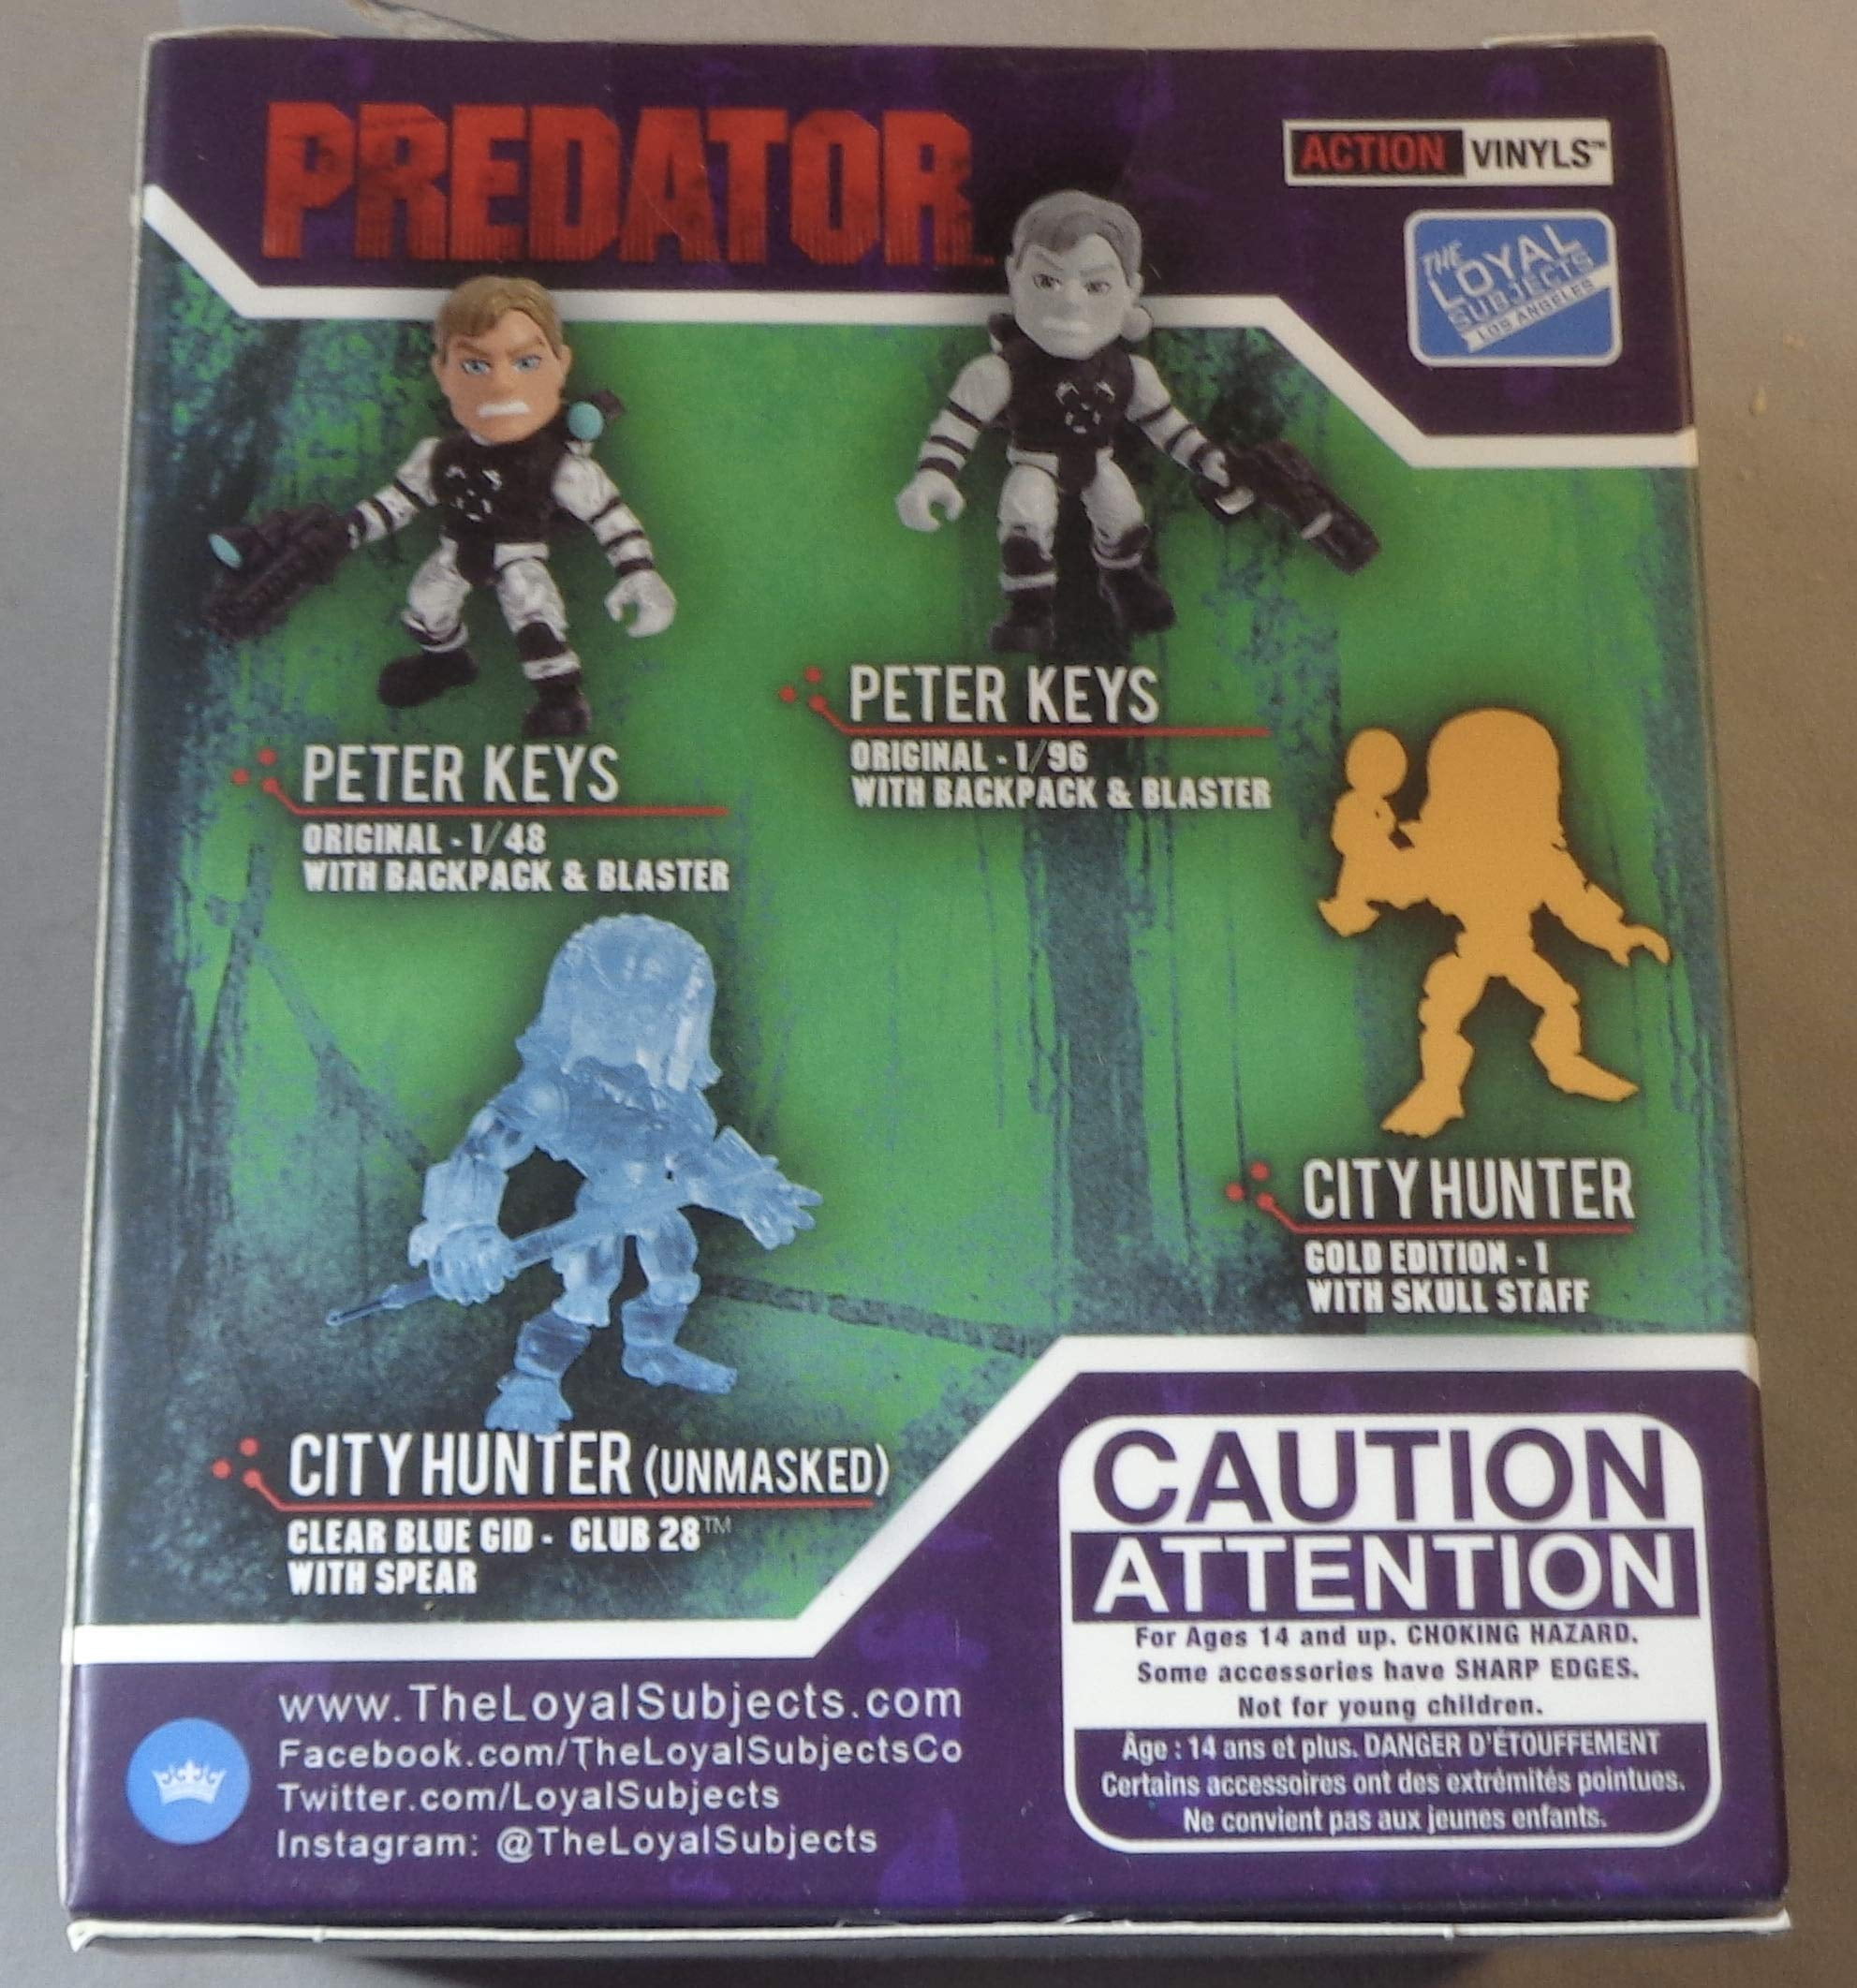 PREDATOR
ACTION VINYLS™
THE
LOYAL
SUBJECTS
LOS ANGELES
PETER KEYS
ORIGINAL - 1/48
WITH BACKPACK & BLASTER
PETER KEYS
ORIGINAL - 1/96
WITH BACKPACK & BLASTER
CITY HUNTER
GOLD EDITION - 1
WITH SKULL STAFF
CITY HUNTER (UNMASKED)
CLEAR BLUE GID - CLUB 28™
WITH SPEAR
www.TheLoyalSubjects.com
Facebook.com/TheLoyalSubjectsCo
Twitter.com/LoyalSubjects
Instagram: @TheLoyalSubjects
CAUTION
ATTENTION
For Ages 14 and up. CHOKING HAZARD.
Some accessories have SHARP EDGES.
Not for young children.
Âge : 14 ans et plus. DANGER D'ÉTOUFFEMENT
Certains accessoires ont des extrémités pointues.
Ne convient pas aux jeunes enfants.